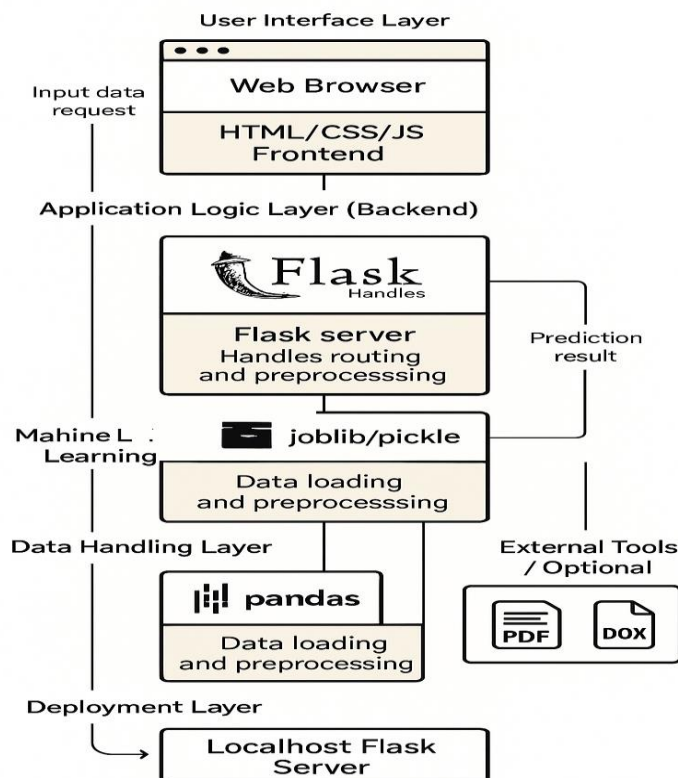 User Interface Layer
Web Browser
Input data
request
HTML/CSS/JS
Frontend
Application Logic Layer (Backend)
Flask
Handles
Flask server
Handles routing
and preprocesssing
Prediction
result
Mahine L
Learning
joblib/pickle
Data loading
and preprocesssing
Data Handling Layer
External Tools
/ Optional
pandas
PDF
DOX
Data loading
and preprocessing
Deployment Layer
Localhost Flask
Server